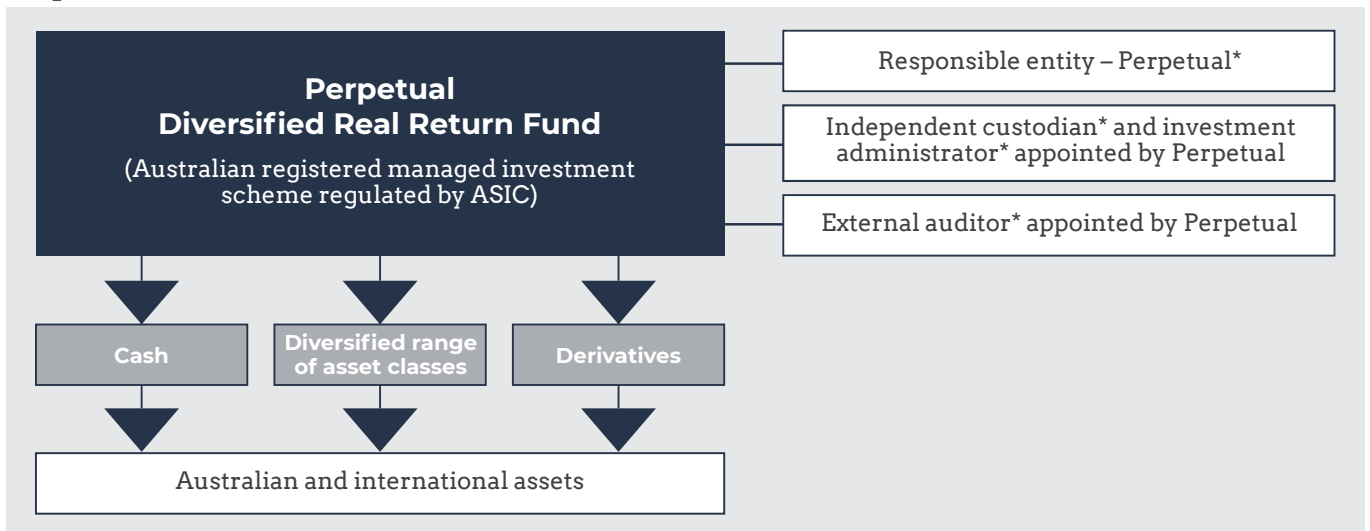 Perpetual
Diversified Real Return Fund
(Australian registered managed investment
scheme regulated by ASIC)
Responsible entity – Perpetual*
Independent custodian* and investment
administrator* appointed by Perpetual
External auditor* appointed by Perpetual
Cash
Diversified range
of asset classes
Derivatives
Australian and international assets